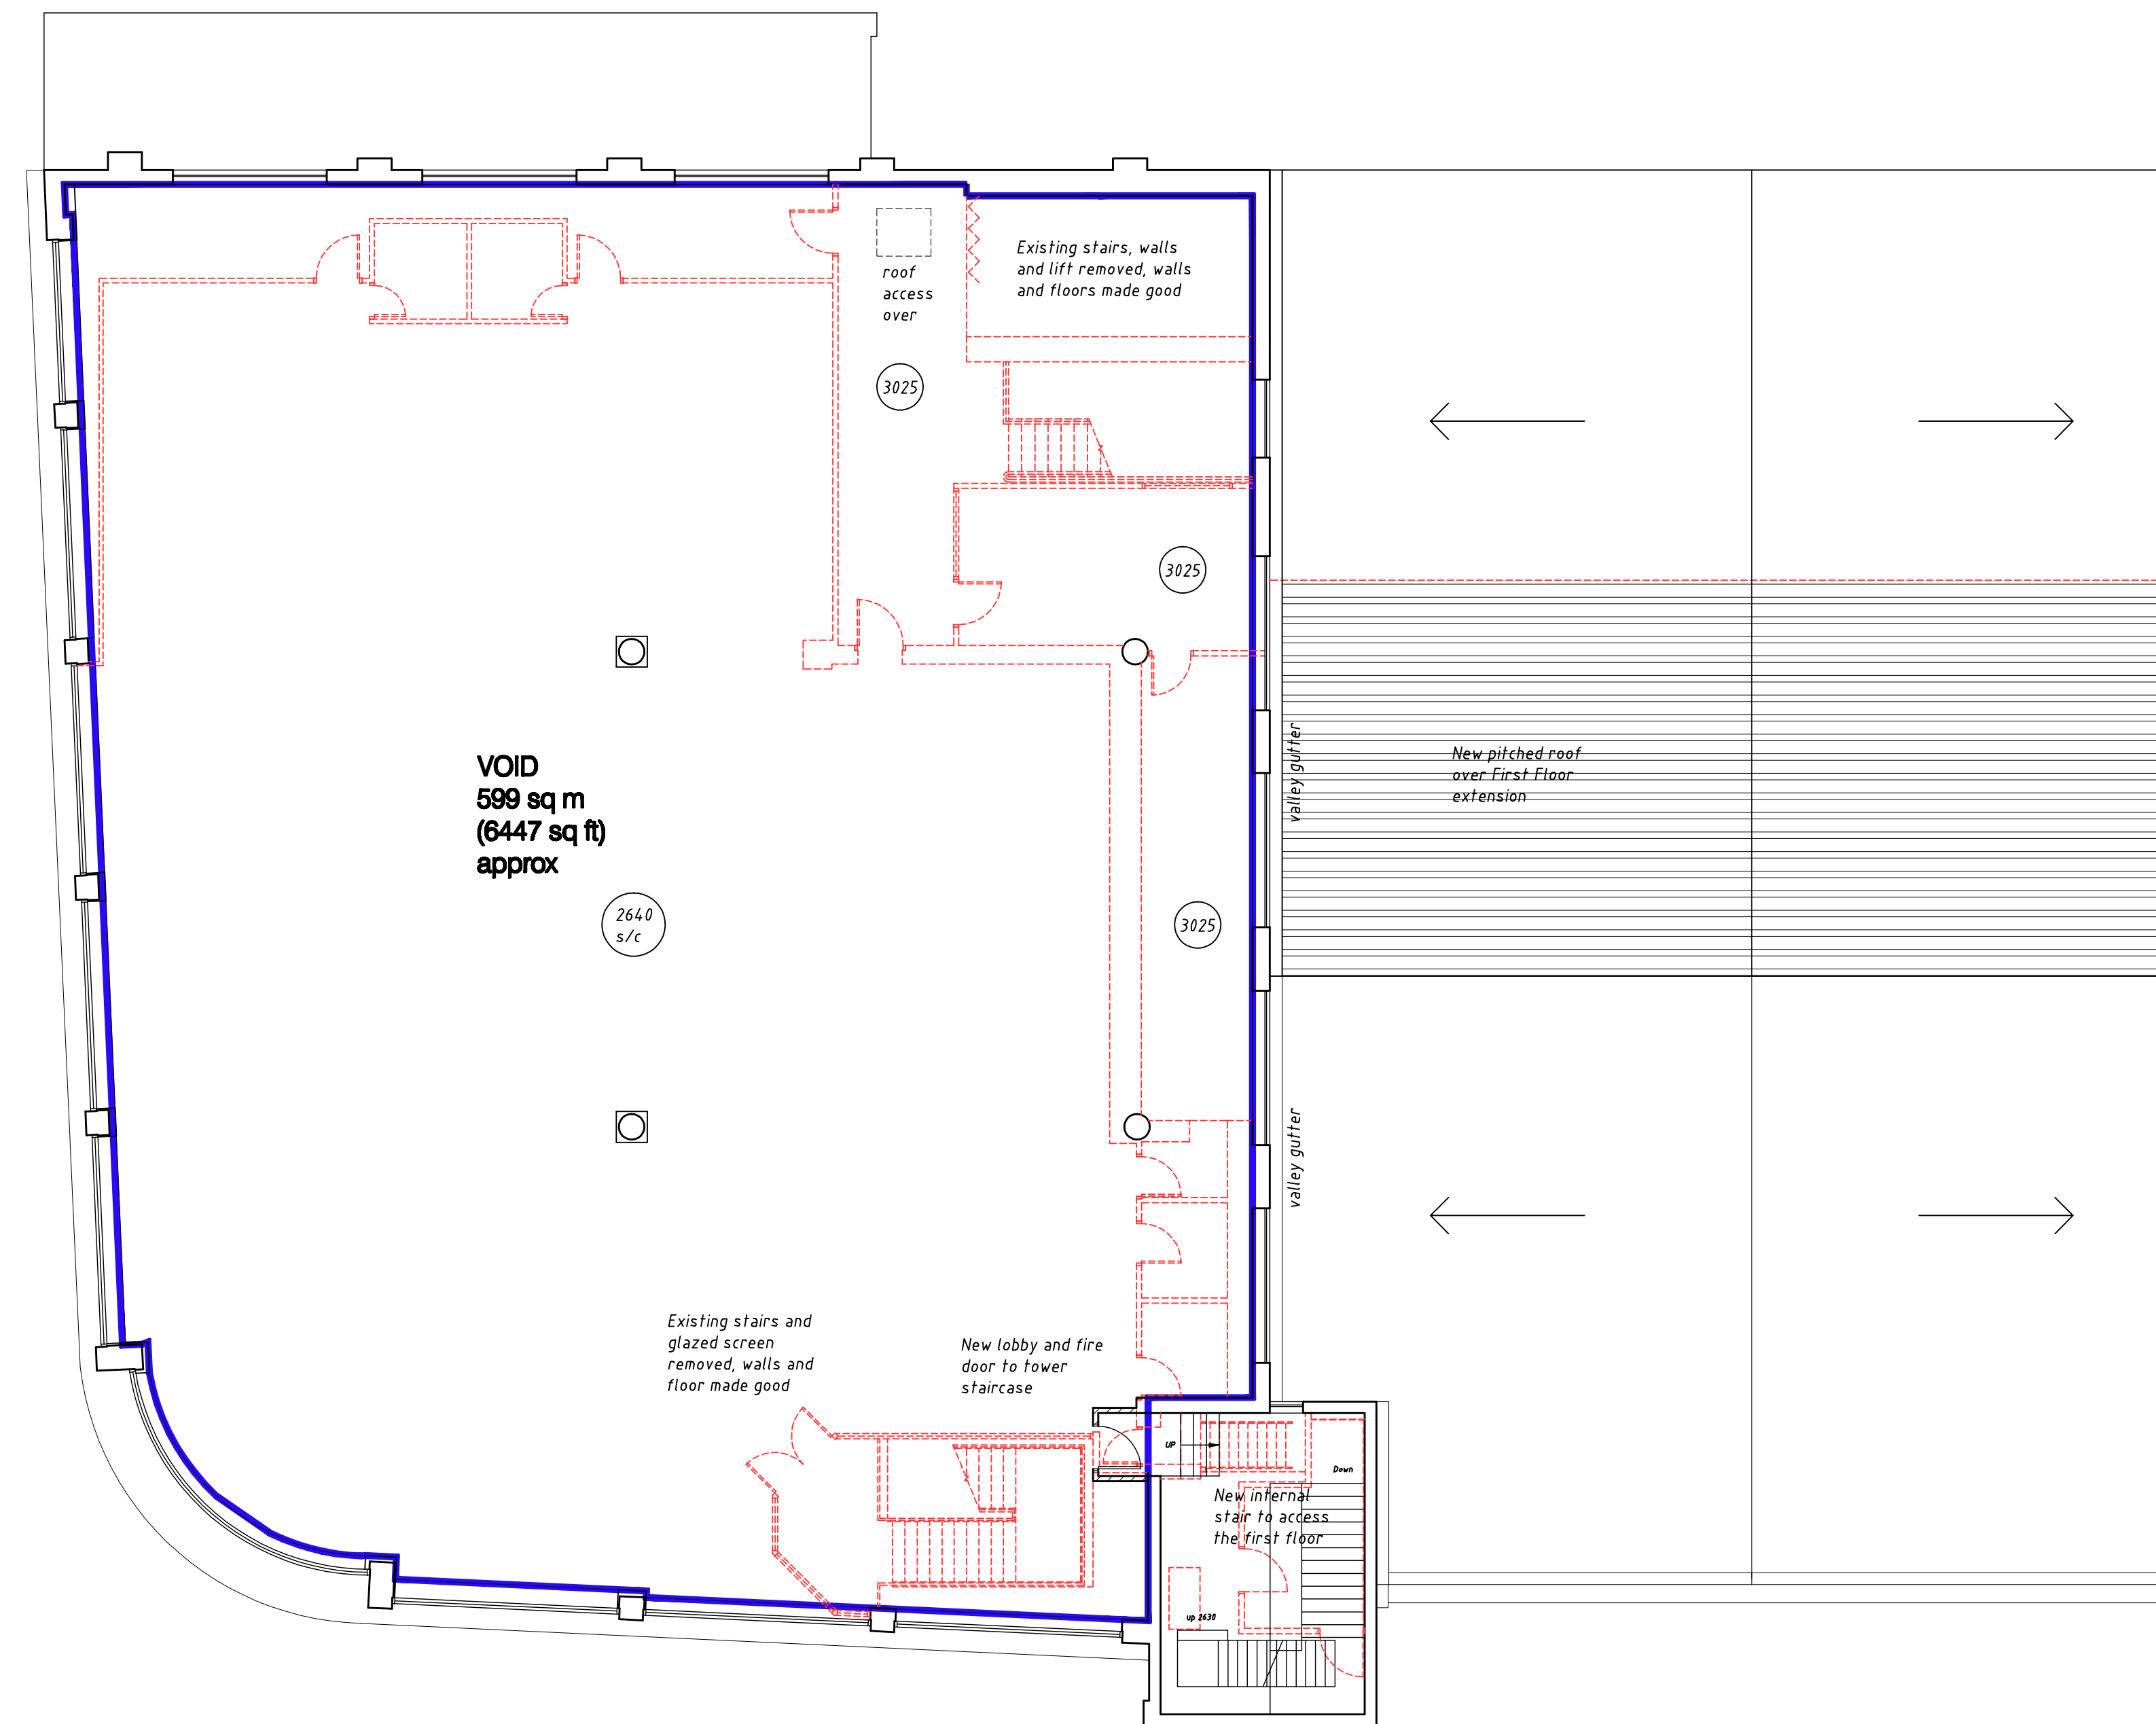 Existing stairs, walls
and lift removed, walls
and floors made good
roof
access
over
3025
3025
VOID
599 sq m
(6447 sq ft)
approx
valley gutter
New pitched roof
over First Floor
extension
2640
s/c
3025
valley gutter
Existing stairs and
glazed screen
removed, walls and
floor made good
New lobby and fire
door to tower
staircase
UP
Down
New internal
stair to access
the first floor
up 2630